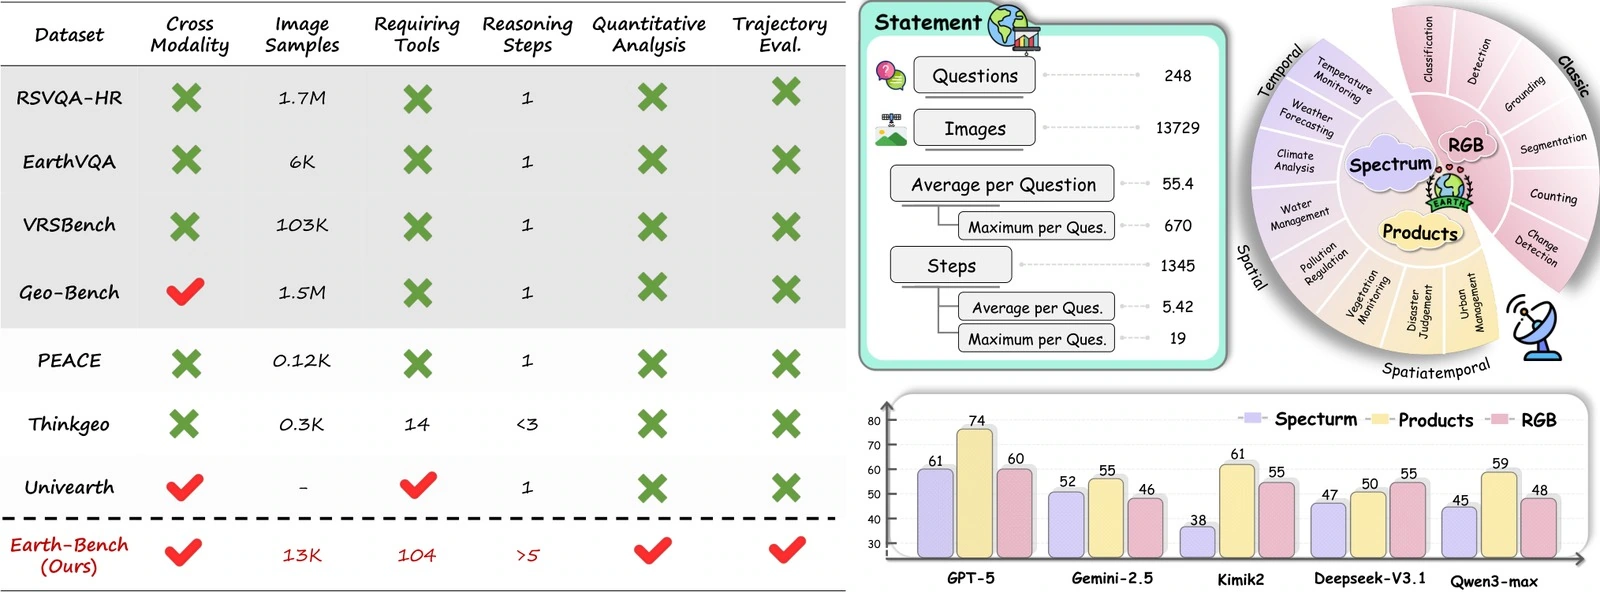 Dataset
Cross Modality
Image Samples
Requiring Tools
Reasoning Steps
Quantitative Analysis
Trajectory Eval.
RSVQA-HR 1.7M 1
EarthVQA 6K 1
VRSBench 103K 1
Geo-Bench 1.5M 1
PEACE 0.12K 1
Thinkgeo 0.3K 14 <3
Univearth - 1
Earth-Bench (Ours) 13K 104 >5
Statement
Questions 248
Images 13729
Average per Question 55.4
Maximum per Ques. 670
Steps 1345
Average per Ques. 5.42
Maximum per Ques. 19
Temporal
Spatial
Spatiatemporal
Classic
Temperature Monitoring
Weather Forecasting
Climate Analysis
Water Management
Pollution Regulation
Vegetation Monitoring
Disaster Judgement
Urban Management
Classification
Detection
Grounding
Segmentation
Counting
Change Detection
Spectrum
RGB
Products
EARTH
Specturm
Products
RGB
80
70
60
50
40
30
61 74 60
52 55 46
38 61 55
47 50 55
45 59 48
GPT-5
Gemini-2.5
Kimik2
Deepseek-V3.1
Qwen3-max